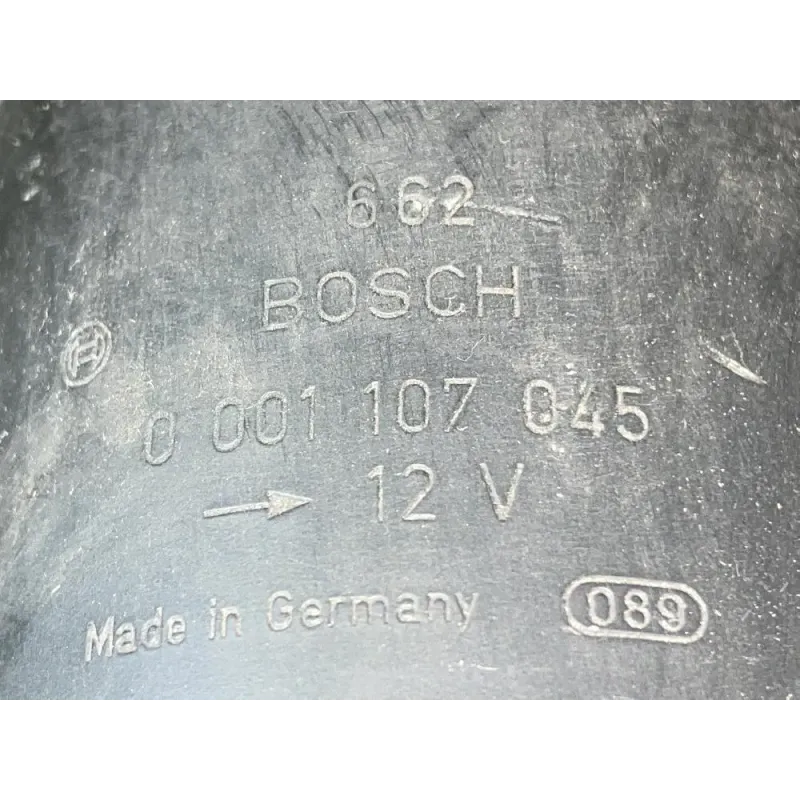 662
BOSCH
0 001 107 045
→ 12 V
Made in Germany 089